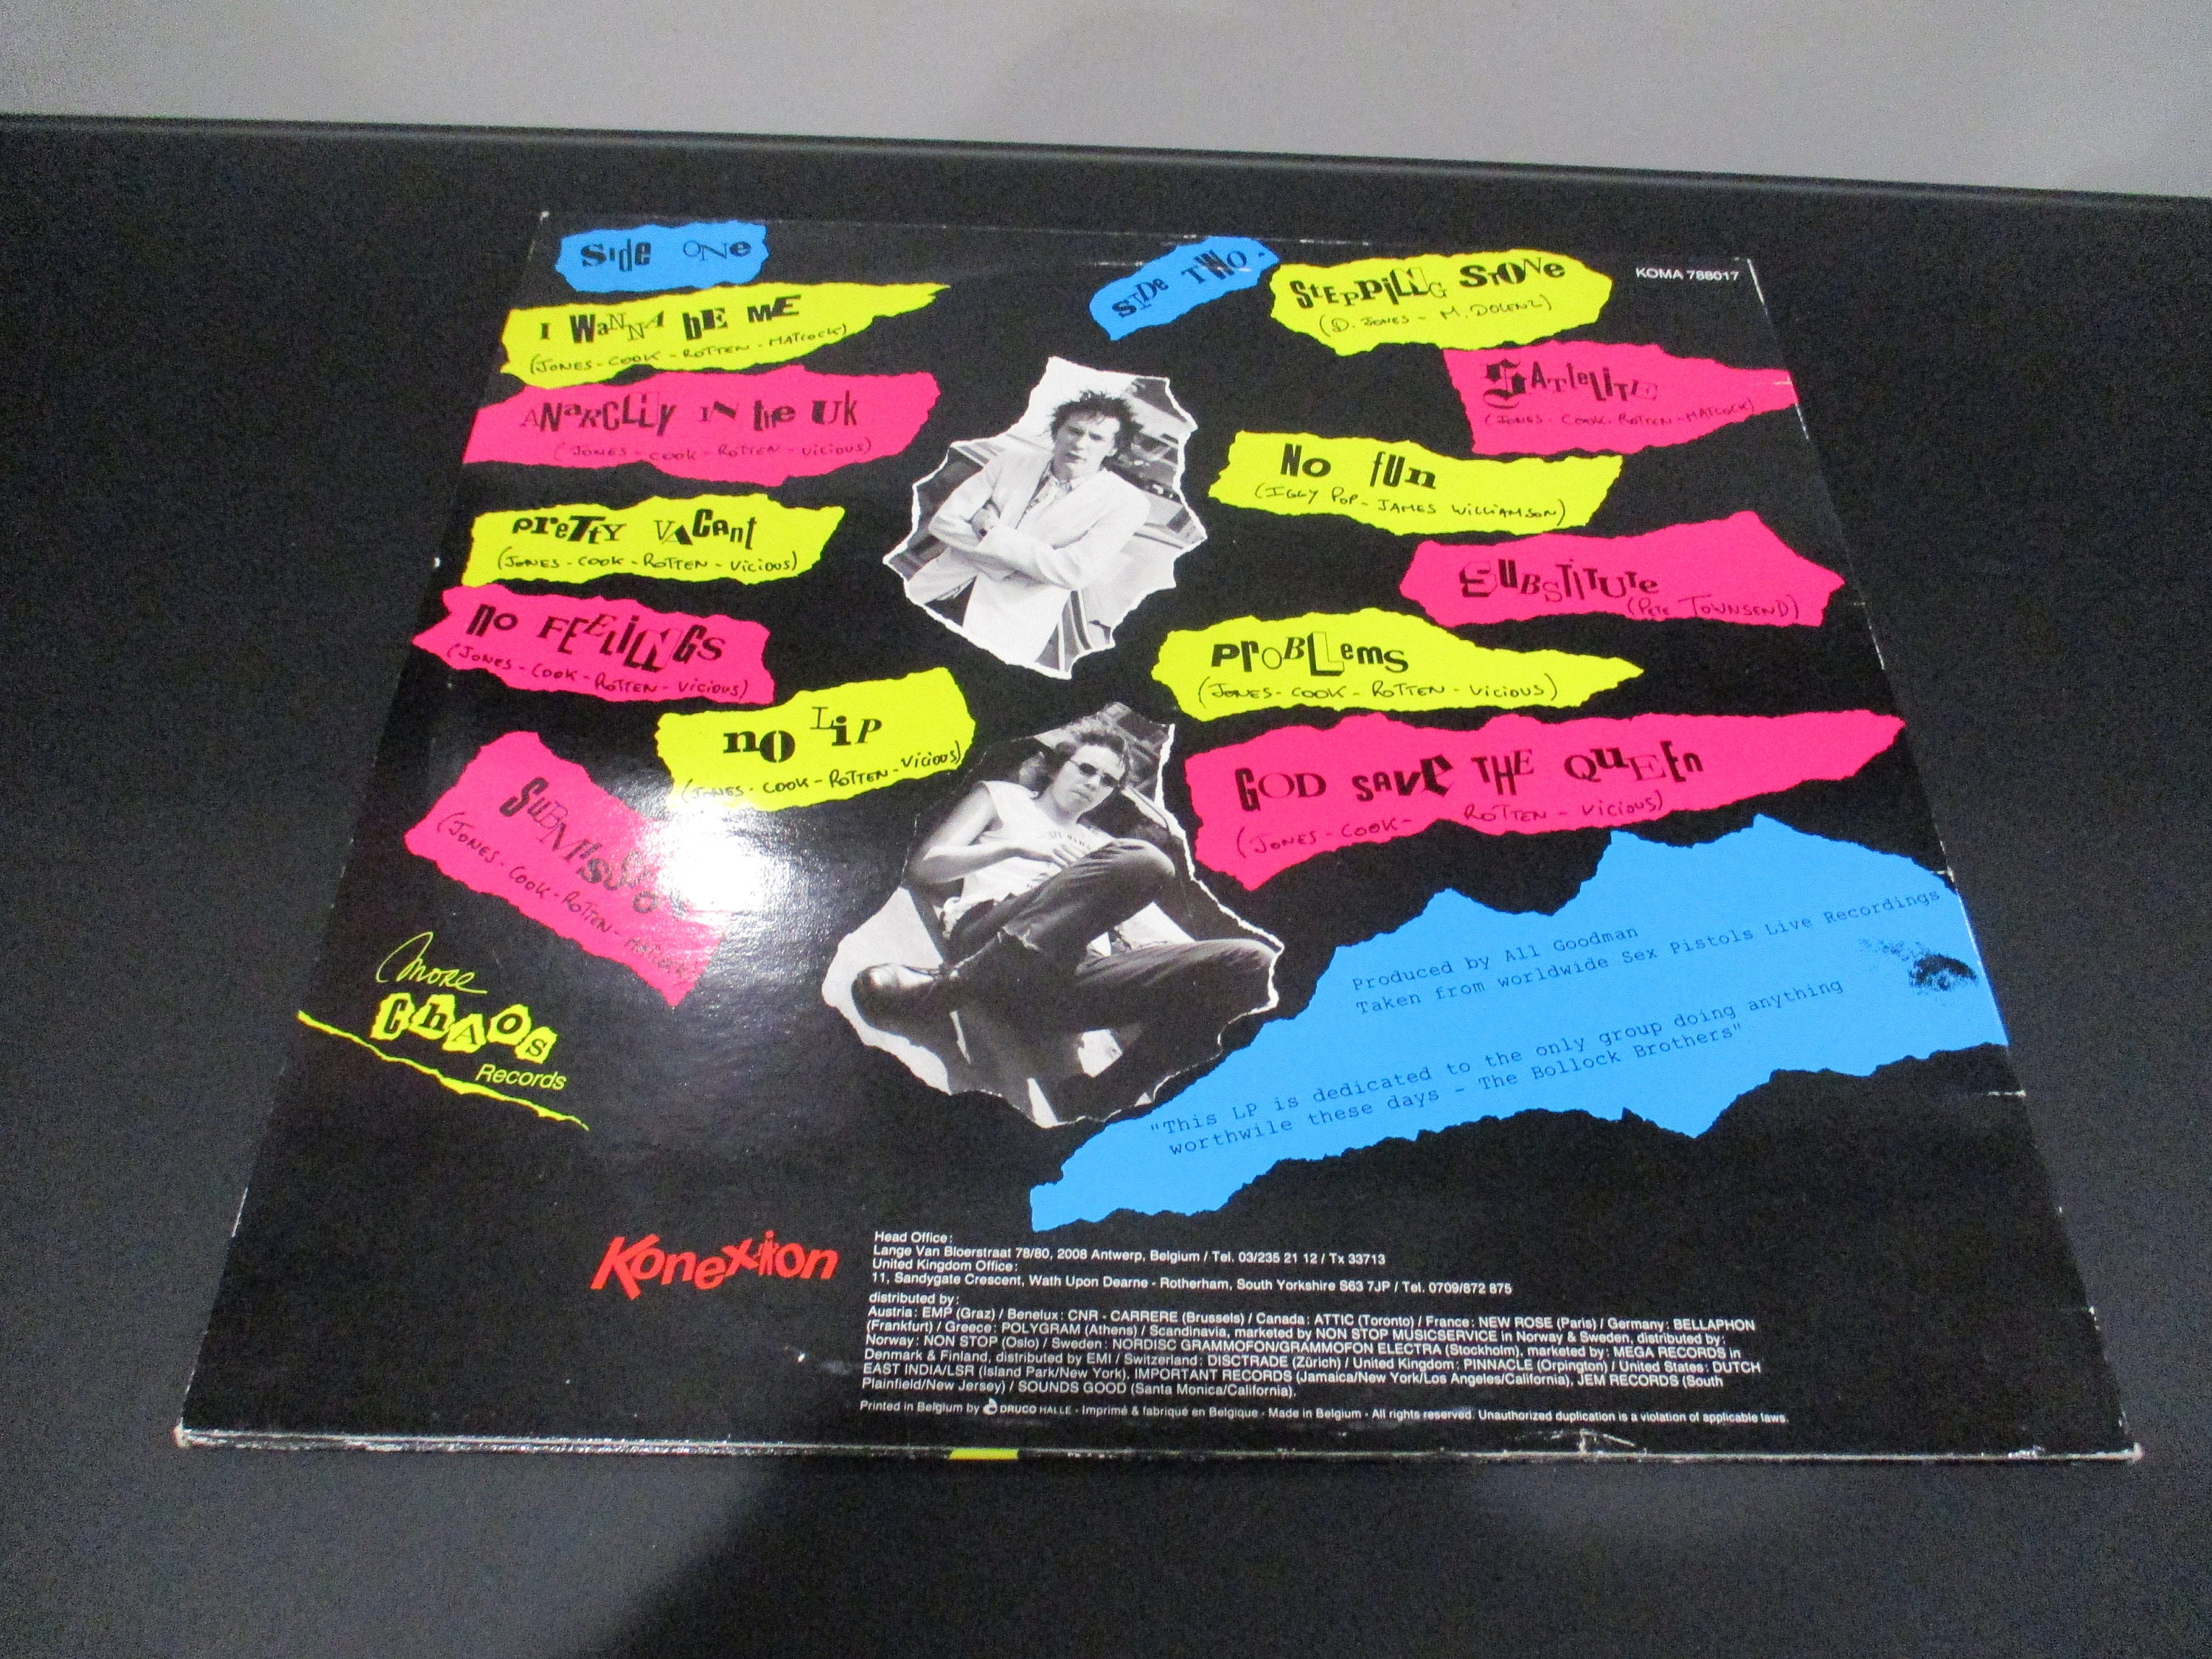 Side One
I Wanna be me
(Jones - Cook - Rotten - Matcock)
Anarchy in the UK
(Jones - Cook - Rotten - Vicious)
Pretty Vacant
(Jones - Cook - Rotten - Vicious)
No Feelings
(Jones - Cook - Rotten - Vicious)
no Lip
(Jones - Cook - Rotten - Vicious)
Submission
(Jones - Cook - Rotten - Matcock)
More
Chaos
Records
Side Two.
Stepping Stone
(D. Jones - M. Dolenz)
KOMA 788017
Satlelite
(Jones - Cook - Rotten - Matcock)
No fun
(Iggy Pop - James Williamson)
Substitute
(Pete Townsend)
Problems
(Jones - Cook - Rotten - Vicious)
God save the Queen
(Jones - Cook - Rotten - Vicious)
Produced by All Goodman
Taken from worldwide Sex Pistols Live Recordings
"This LP is dedicated to the only group doing anything
worthwile these days - The Bollock Brothers"
Konexion
Head Office:
Lange Van Bloerstraat 78/80, 2008 Antwerp, Belgium / Tel. 03/235 21 12 / Tx 33713
United Kingdom Office:
11, Sandygate Crescent, Wath Upon Dearne - Rotherham, South Yorkshire S63 7JP / Tel. 0709/872 875
distributed by:
Austria: EMP (Graz) / Benelux: CNR - CARRERE (Brussels) / Canada: ATTIC (Toronto) / France: NEW ROSE (Paris) / Germany: BELLAPHON
(Frankfurt) / Greece: POLYGRAM (Athens) / Scandinavia, marketed by NON STOP MUSICSERVICE in Norway & Sweden, distributed by:
Norway: NON STOP (Oslo) / Sweden: NORDISC GRAMMOFON/GRAMMOFON ELECTRA (Stockholm), marketed by: MEGA RECORDS in
Denmark & Finland, distributed by EMI / Switzerland: DISCTRADE (Zürich) / United Kingdom: PINNACLE (Orpington) / United States: DUTCH
EAST INDIA/LSR (Island Park/New York), IMPORTANT RECORDS (Jamaica/New York/Los Angeles/California), JEM RECORDS (South
Plainfield/New Jersey) / SOUNDS GOOD (Santa Monica/California).
Printed in Belgium by DRUCO HALLE - Imprimé & fabriqué en Belgique - Made in Belgium - All rights reserved. Unauthorized duplication is a violation of applicable laws.